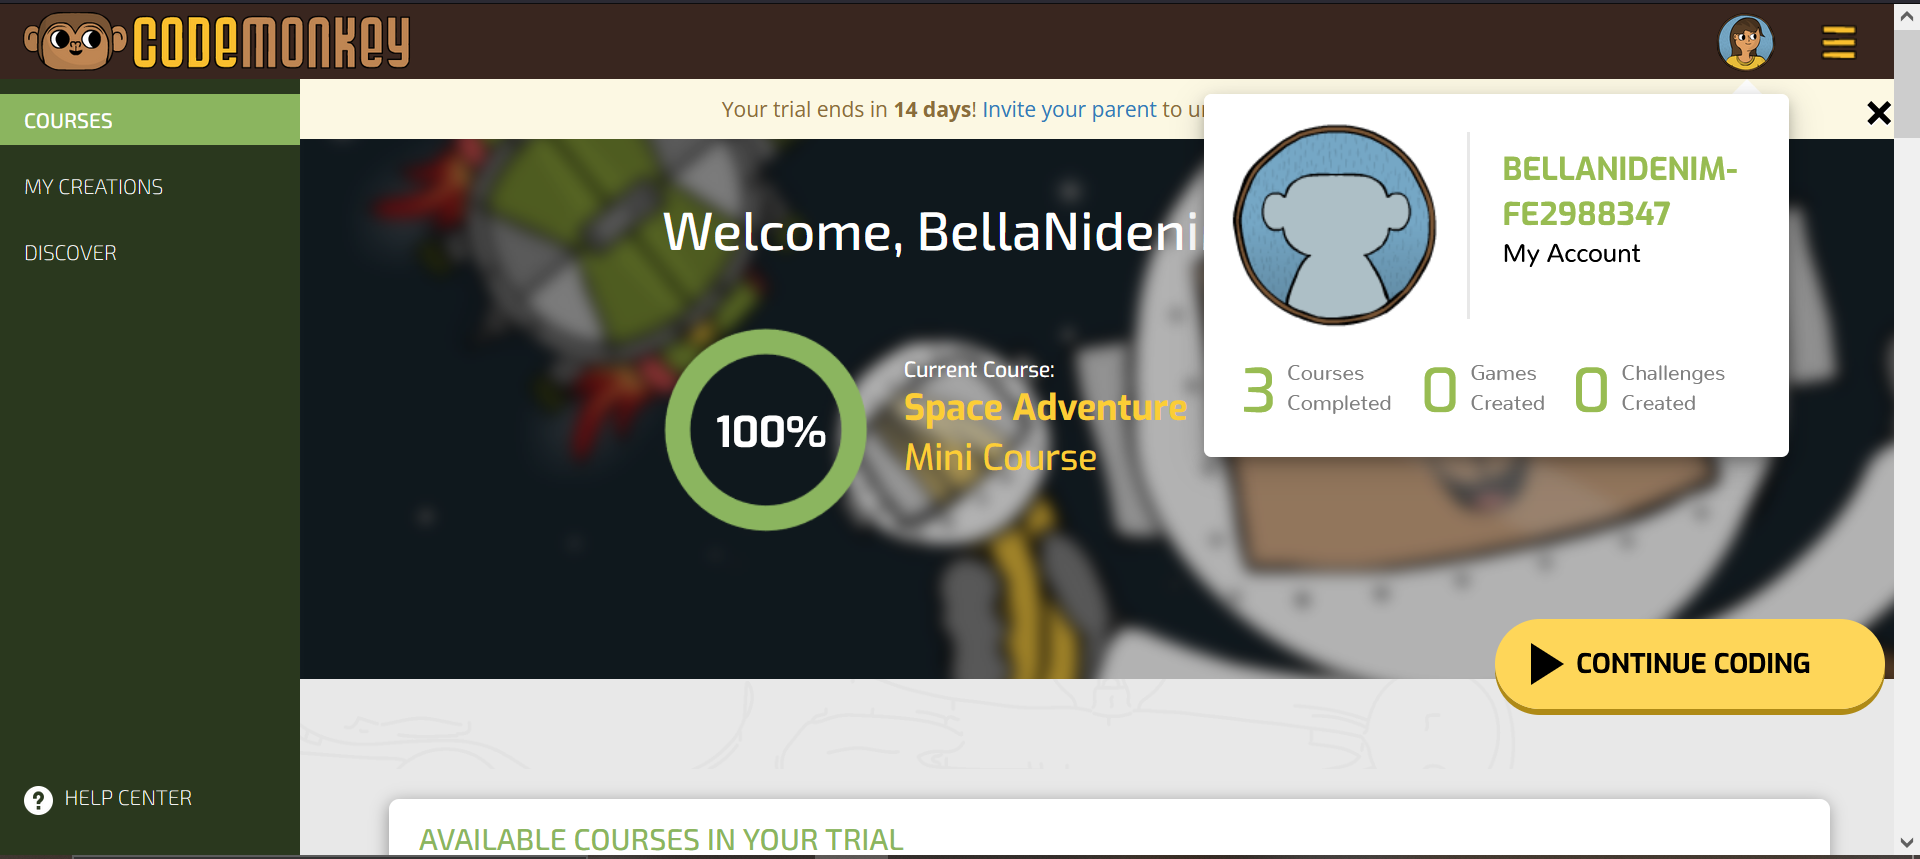 CODEMONKEY
COURSES
MY CREATIONS
DISCOVER
HELP CENTER
Your trial ends in 14 days! Invite your parent to
Welcome, BellaNideni
100%
Current Course:
Space Adventure
Mini Course
BELLANIDENIM-
FE2988347
My Account
3 Courses Completed
0 Games Created
0 Challenges Created
CONTINUE CODING
AVAILABLE COURSES IN YOUR TRIAL